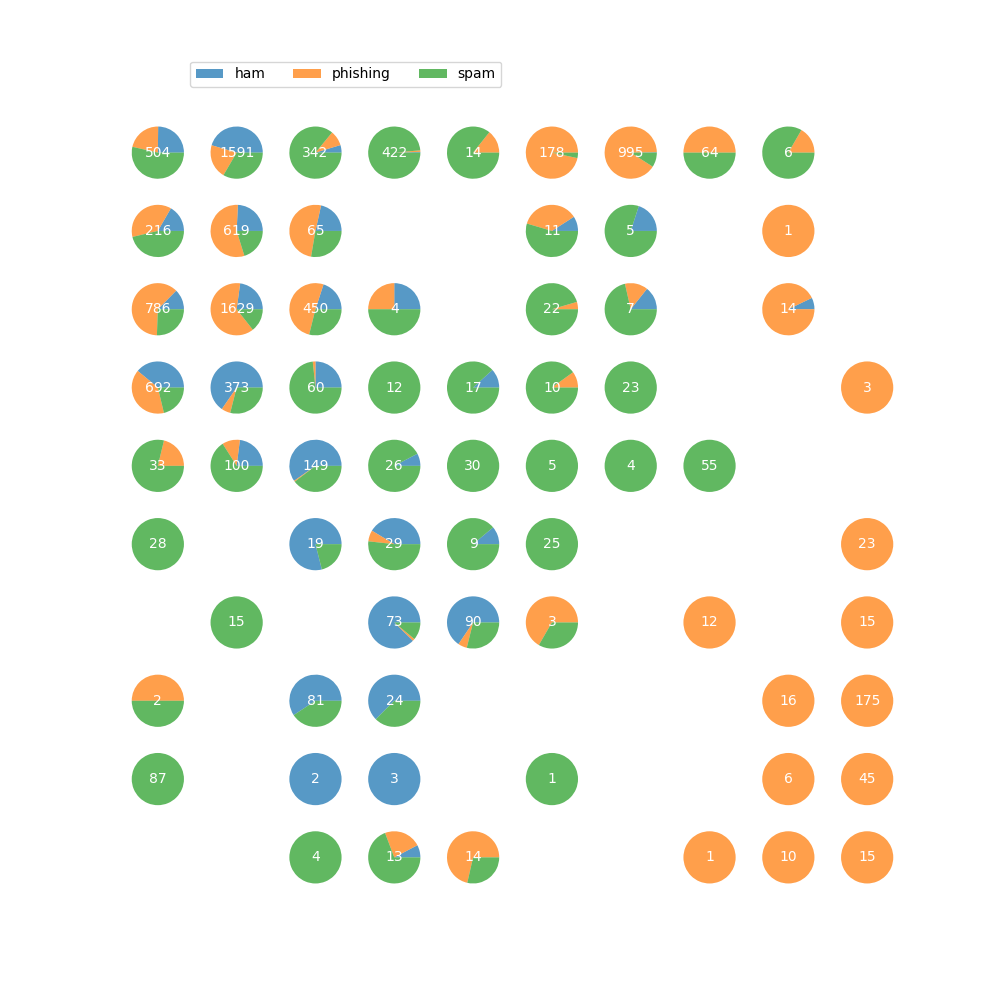 ham phishing spam
504 1591 342 422 14 178 995 64 6
216 619 65 11 5 1
786 1629 450 4 22 7 14
692 373 60 12 17 10 23 3
33 100 149 26 30 5 4 55
28 19 29 9 25 23
15 73 90 3 12 15
2 81 24 16 175
87 2 3 1 6 45
4 13 14 1 10 15